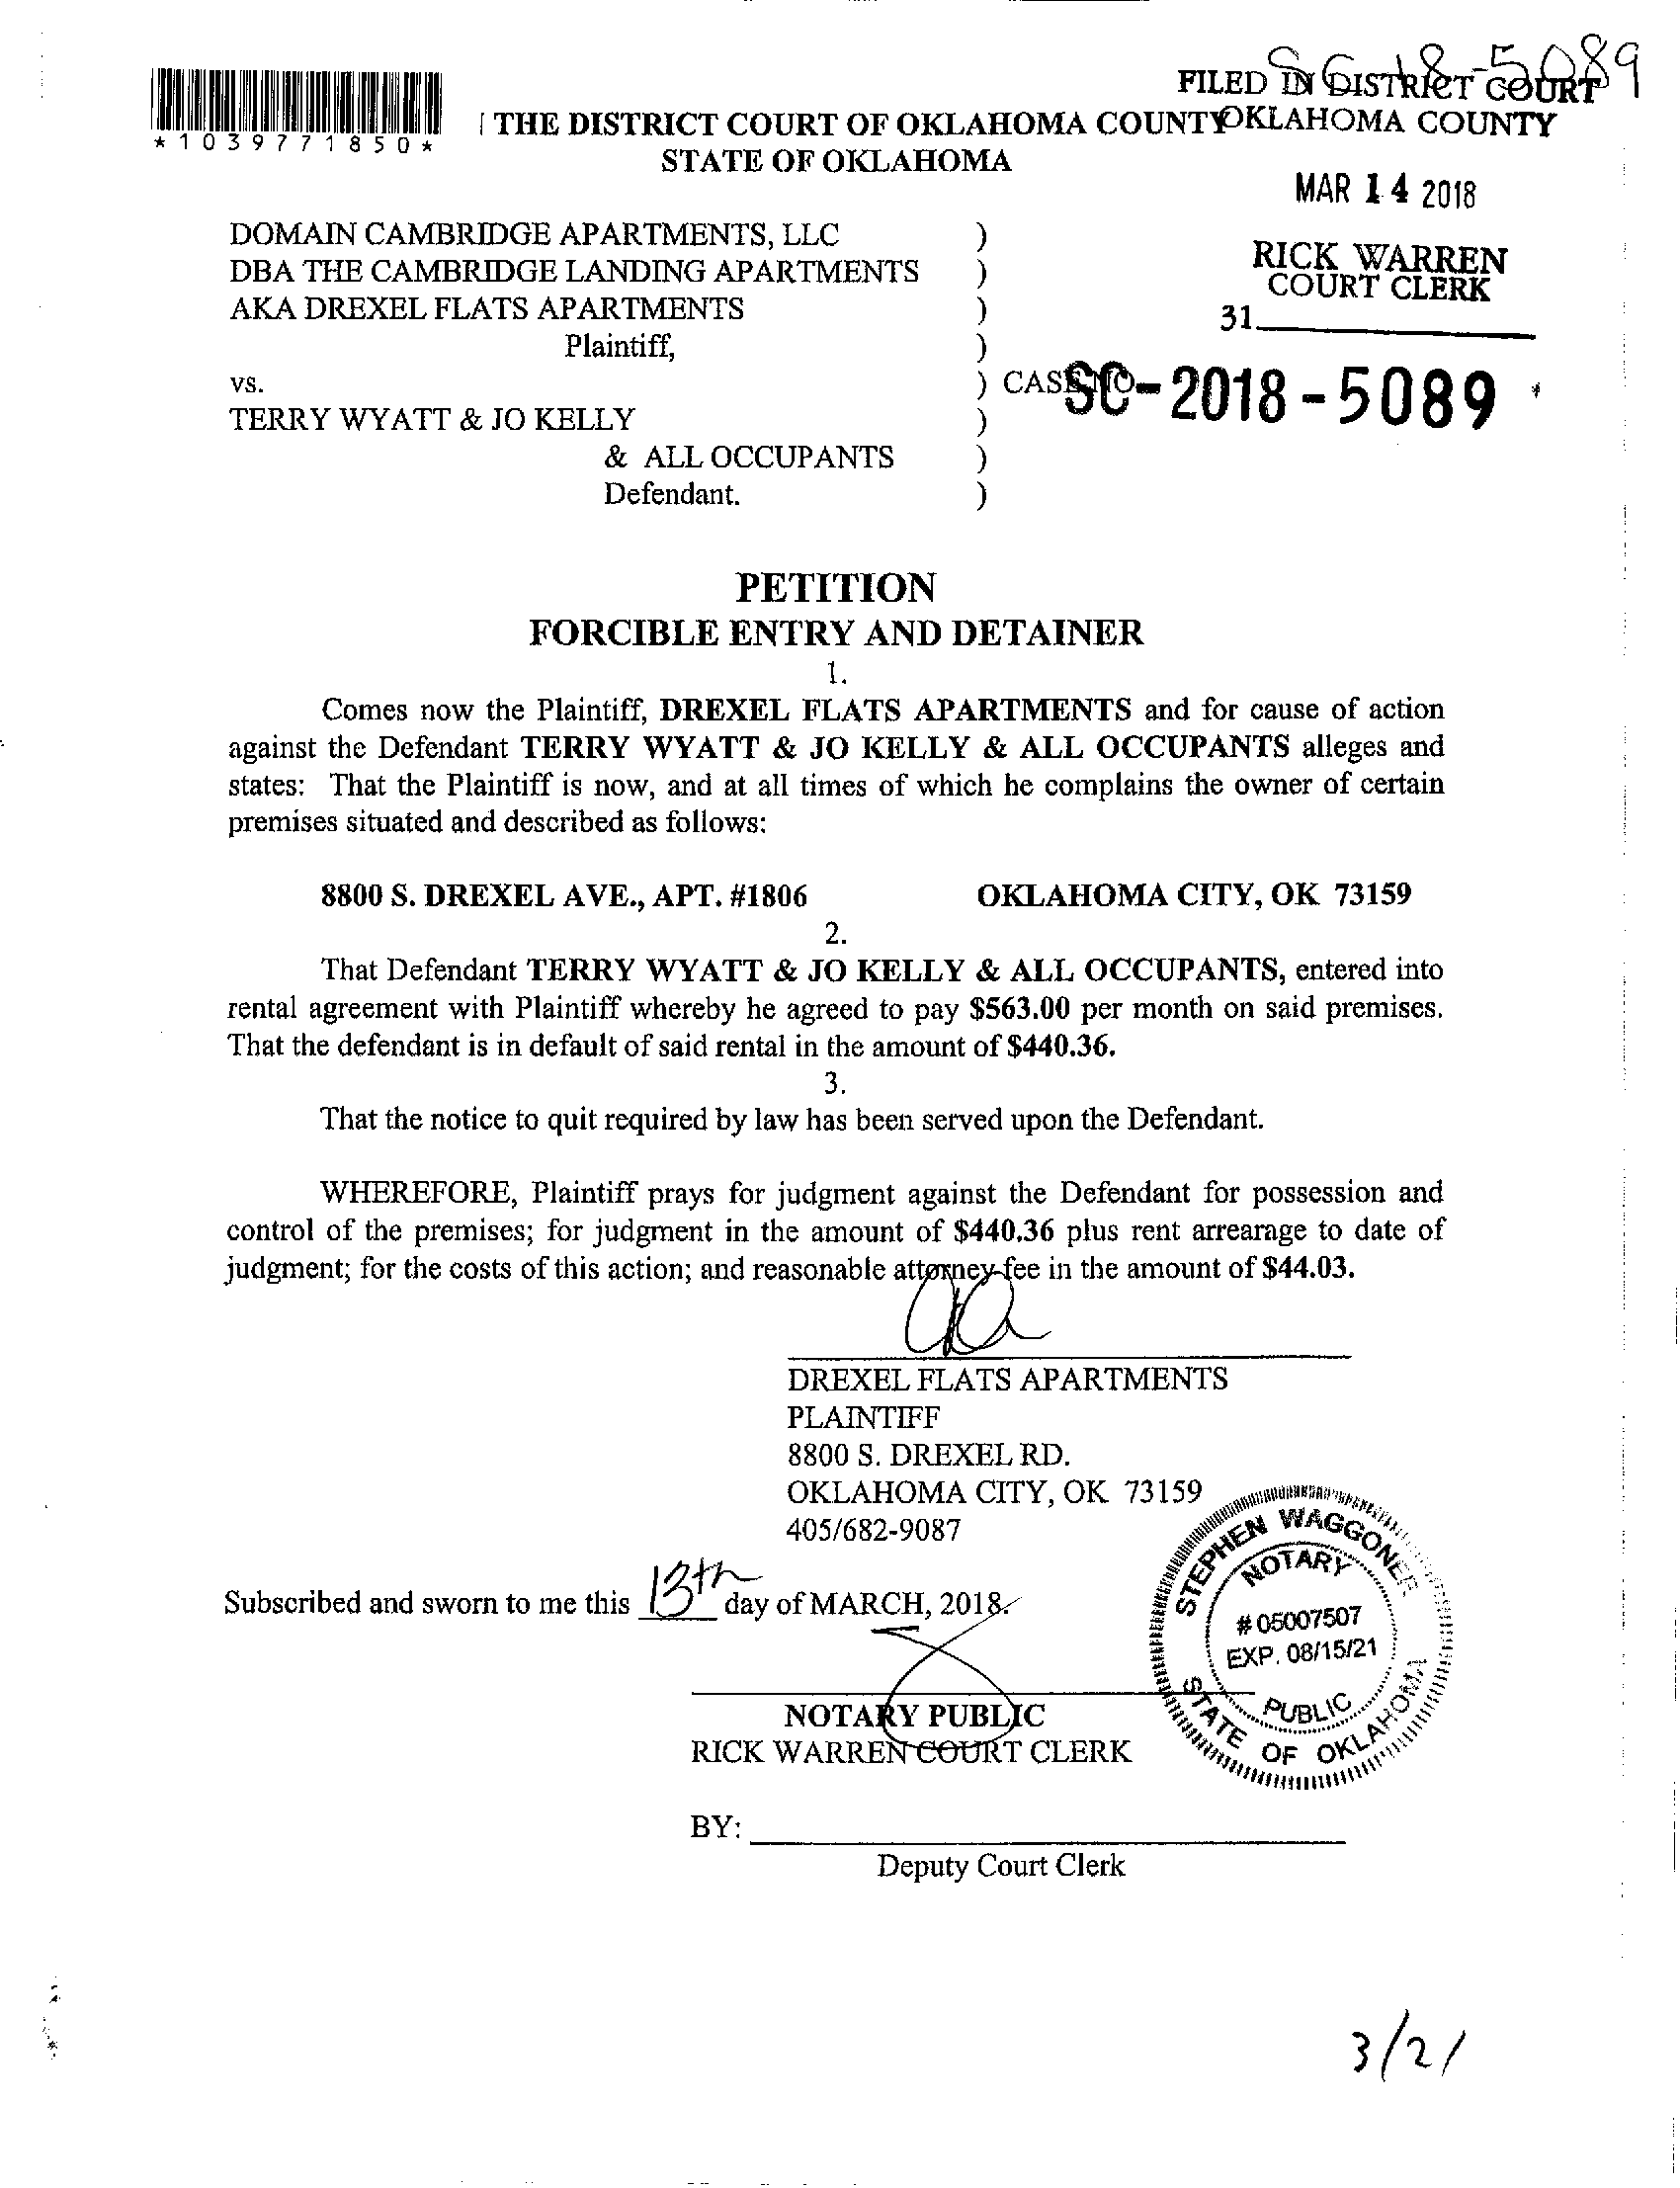 SC-18-5089
FILED IN DISTRICT COURT
*1039771850*
THE DISTRICT COURT OF OKLAHOMA COUNTY
OKLAHOMA COUNTY
STATE OF OKLAHOMA
MAR 14 2018
DOMAIN CAMBRIDGE APARTMENTS, LLC )
DBA THE CAMBRIDGE LANDING APARTMENTS )
RICK WARREN
COURT CLERK
AKA DREXEL FLATS APARTMENTS )
31
Plaintiff, )
vs. ) CASE NO.
SC-2018-5089
TERRY WYATT & JO KELLY )
& ALL OCCUPANTS )
Defendant. )
PETITION
FORCIBLE ENTRY AND DETAINER
1.
Comes now the Plaintiff, DREXEL FLATS APARTMENTS and for cause of action
against the Defendant TERRY WYATT & JO KELLY & ALL OCCUPANTS alleges and
states: That the Plaintiff is now, and at all times of which he complains the owner of certain
premises situated and described as follows:
8800 S. DREXEL AVE., APT. #1806 OKLAHOMA CITY, OK 73159
2.
That Defendant TERRY WYATT & JO KELLY & ALL OCCUPANTS, entered into
rental agreement with Plaintiff whereby he agreed to pay $563.00 per month on said premises.
That the defendant is in default of said rental in the amount of $440.36.
3.
That the notice to quit required by law has been served upon the Defendant.
WHEREFORE, Plaintiff prays for judgment against the Defendant for possession and
control of the premises; for judgment in the amount of $440.36 plus rent arrearage to date of
judgment; for the costs of this action; and reasonable attorney fee in the amount of $44.03.
DREXEL FLATS APARTMENTS
PLAINTIFF
8800 S. DREXEL RD.
OKLAHOMA CITY, OK 73159
405/682-9087
Subscribed and sworn to me this 13th day of MARCH, 2018.
STEPHEN WAGGONER
NOTARY
# 05007507
EXP. 08/15/21
PUBLIC
STATE OF OKLAHOMA
NOTARY PUBLIC
RICK WARREN COURT CLERK
BY:
Deputy Court Clerk
3/21